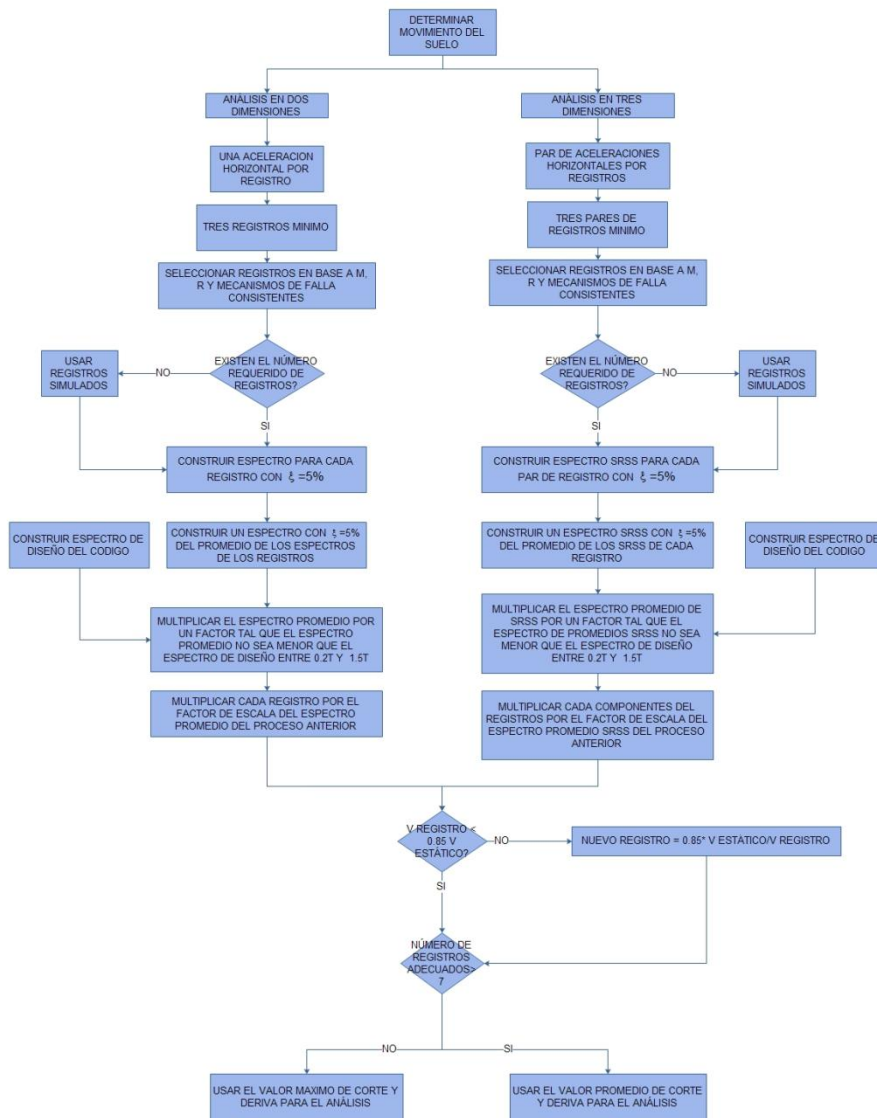 DETERMINAR
MOVIMIENTO DEL
SUELO
ANÁLISIS EN DOS
DIMENSIONES
ANÁLISIS EN TRES
DIMENSIONES
UNA ACELERACION
HORIZONTAL POR
REGISTRO
PAR DE ACELERACIONES
HORIZONTALES POR
REGISTROS
TRES REGISTROS MINIMO
TRES PARES DE
REGISTROS MINIMO
SELECCIONAR REGISTROS EN BASE A M,
R Y MECANISMOS DE FALLA
CONSISTENTES
SELECCIONAR REGISTROS EN BASE A M,
R Y MECANISMOS DE FALLA
CONSISTENTES
USAR
REGISTROS
SIMULADOS
NO
EXISTEN EL NÚMERO
REQUERIDO DE
REGISTROS?
EXISTEN EL NÚMERO
REQUERIDO DE
REGISTROS?
NO
USAR
REGISTROS
SIMULADOS
SI
SI
CONSTRUIR ESPECTRO PARA CADA
REGISTRO CON ξ =5%
CONSTRUIR ESPECTRO SRSS PARA CADA
PAR DE REGISTRO CON ξ =5%
CONSTRUIR ESPECTRO DE
DISEÑO DEL CODIGO
CONSTRUIR UN ESPECTRO CON ξ =5%
DEL PROMEDIO DE LOS ESPECTROS
DE LOS REGISTROS
CONSTRUIR UN ESPECTRO SRSS CON ξ =5%
DEL PROMEDIO DE LOS SRSS DE CADA
REGISTRO
CONSTRUIR ESPECTRO DE
DISEÑO DEL CODIGO
MULTIPLICAR EL ESPECTRO PROMEDIO POR
UN FACTOR TAL QUE EL ESPECTRO
PROMEDIO NO SEA MENOR QUE EL
ESPECTRO DE DISEÑO ENTRE 0.2T Y 1.5T
MULTIPLICAR EL ESPECTRO PROMEDIO DE
SRSS POR UN FACTOR TAL QUE EL
ESPECTRO DE PROMEDIOS SRSS NO SEA
MENOR QUE EL ESPECTRO DE DISEÑO
ENTRE 0.2T Y 1.5T
MULTIPLICAR CADA REGISTRO POR EL
FACTOR DE ESCALA DEL ESPECTRO
PROMEDIO DEL PROCESO ANTERIOR
MULTIPLICAR CADA COMPONENTES DEL
REGISTROS POR EL FACTOR DE ESCALA DEL
ESPECTRO PROMEDIO SRSS DEL PROCESO
ANTERIOR
V REGISTRO <
0.85 V
ESTÁTICO?
NO
NUEVO REGISTRO = 0.85* V ESTATICO/V REGISTRO
SI
NÚMERO DE
REGISTROS
ADECUADOS>
7
NO
SI
USAR EL VALOR MAXIMO DE CORTE Y
DERIVA PARA EL ANÁLISIS
USAR EL VALOR PROMEDIO DE CORTE
Y DERIVA PARA EL ANÁLISIS